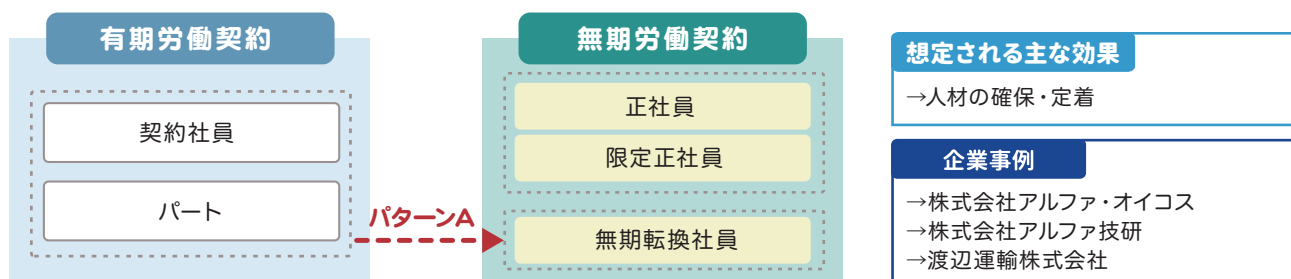 有期労働契約
契約社員
パート
パターンA
無期労働契約
正社員
限定正社員
無期転換社員
想定される主な効果
→人材の確保・定着
企業事例
→株式会社アルファ・オイコス
→株式会社アルファ技研
→渡辺運輸株式会社